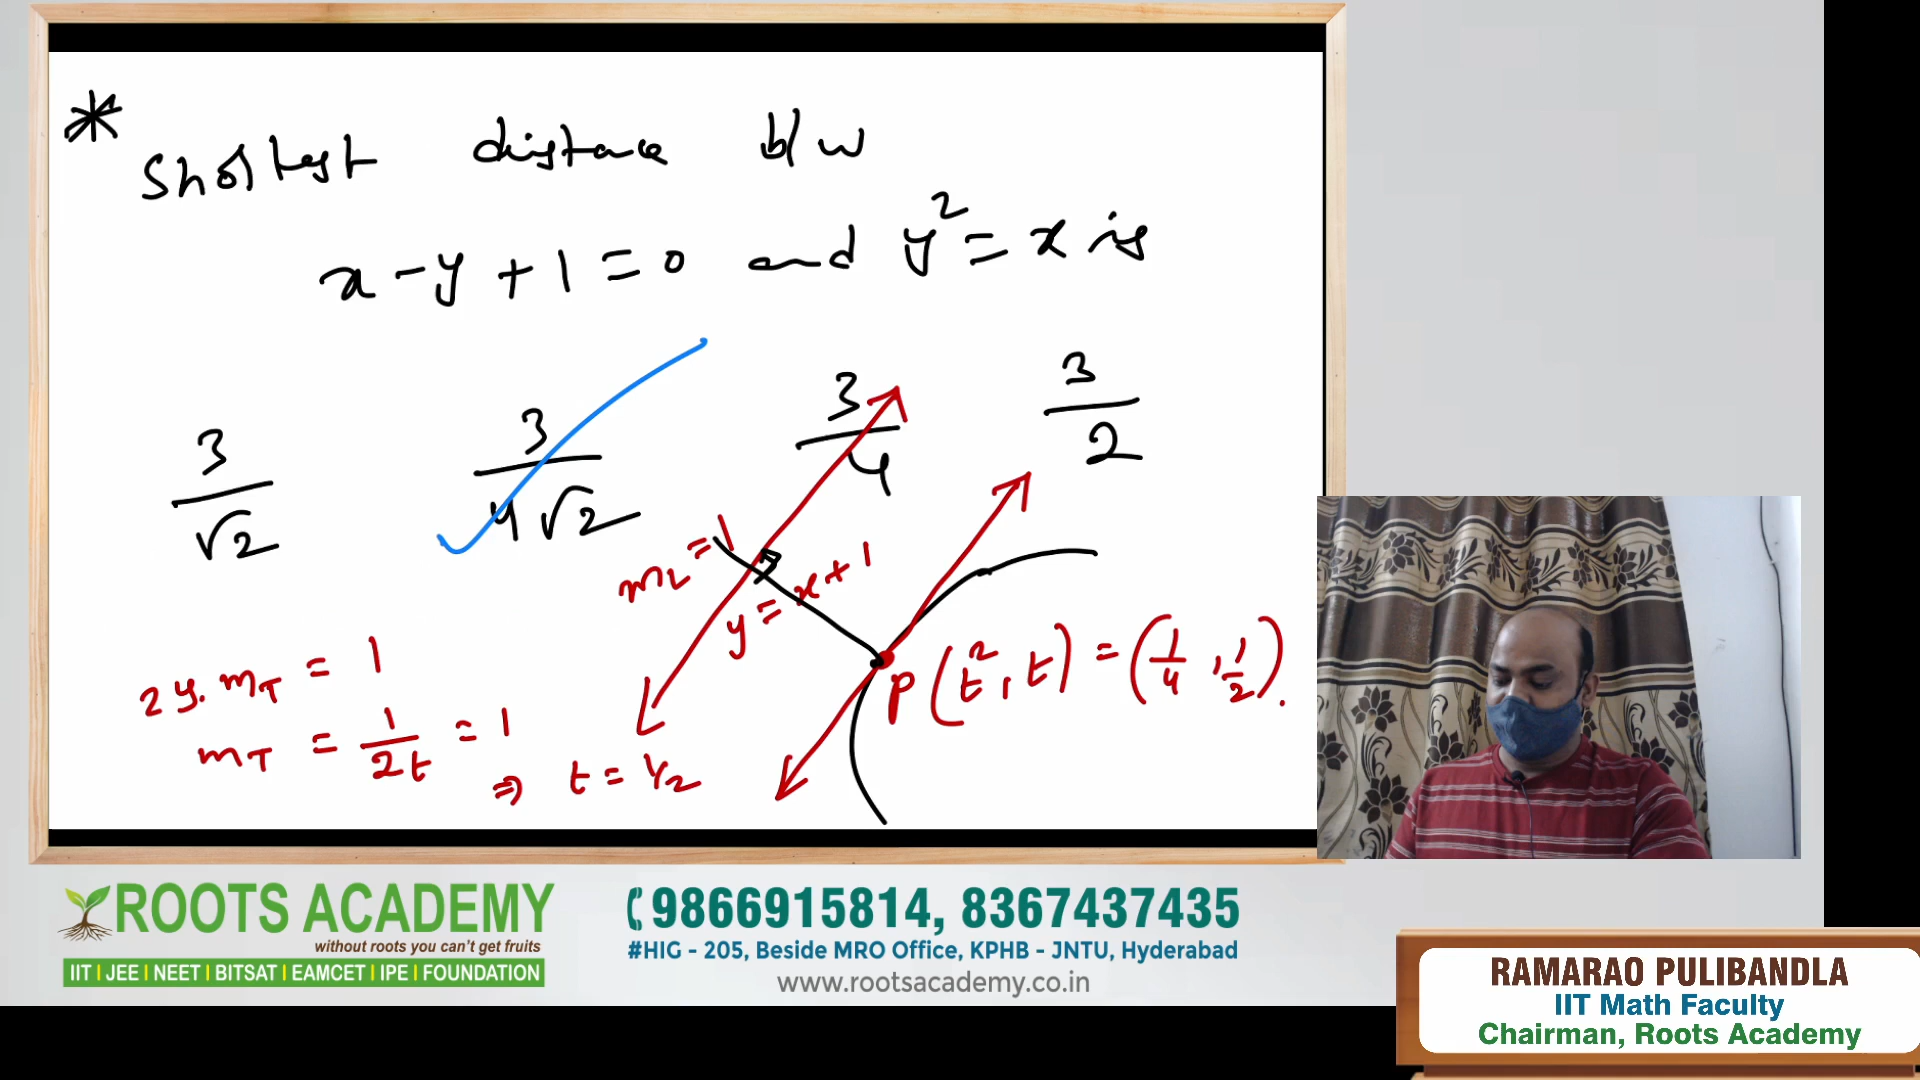 *
Shortest distance b/w
x - y + 1 = 0 and y² = x is
3/√2 3/4√2 3/4 3/2
m_L = 1
y = x + 1
P(t², t) = (1/4, 1/2).
2y. m_T = 1
m_T = 1/2t = 1
⇒ t = 1/2
ROOTS ACADEMY
without roots you can't get fruits
IIT | JEE | NEET | BITSAT | EAMCET | IPE | FOUNDATION
9866915814, 8367437435
#HIG - 205, Beside MRO Office, KPHB - JNTU, Hyderabad
www.rootsacademy.co.in
RAMARAO PULIBANDLA
IIT Math Faculty
Chairman, Roots Academy